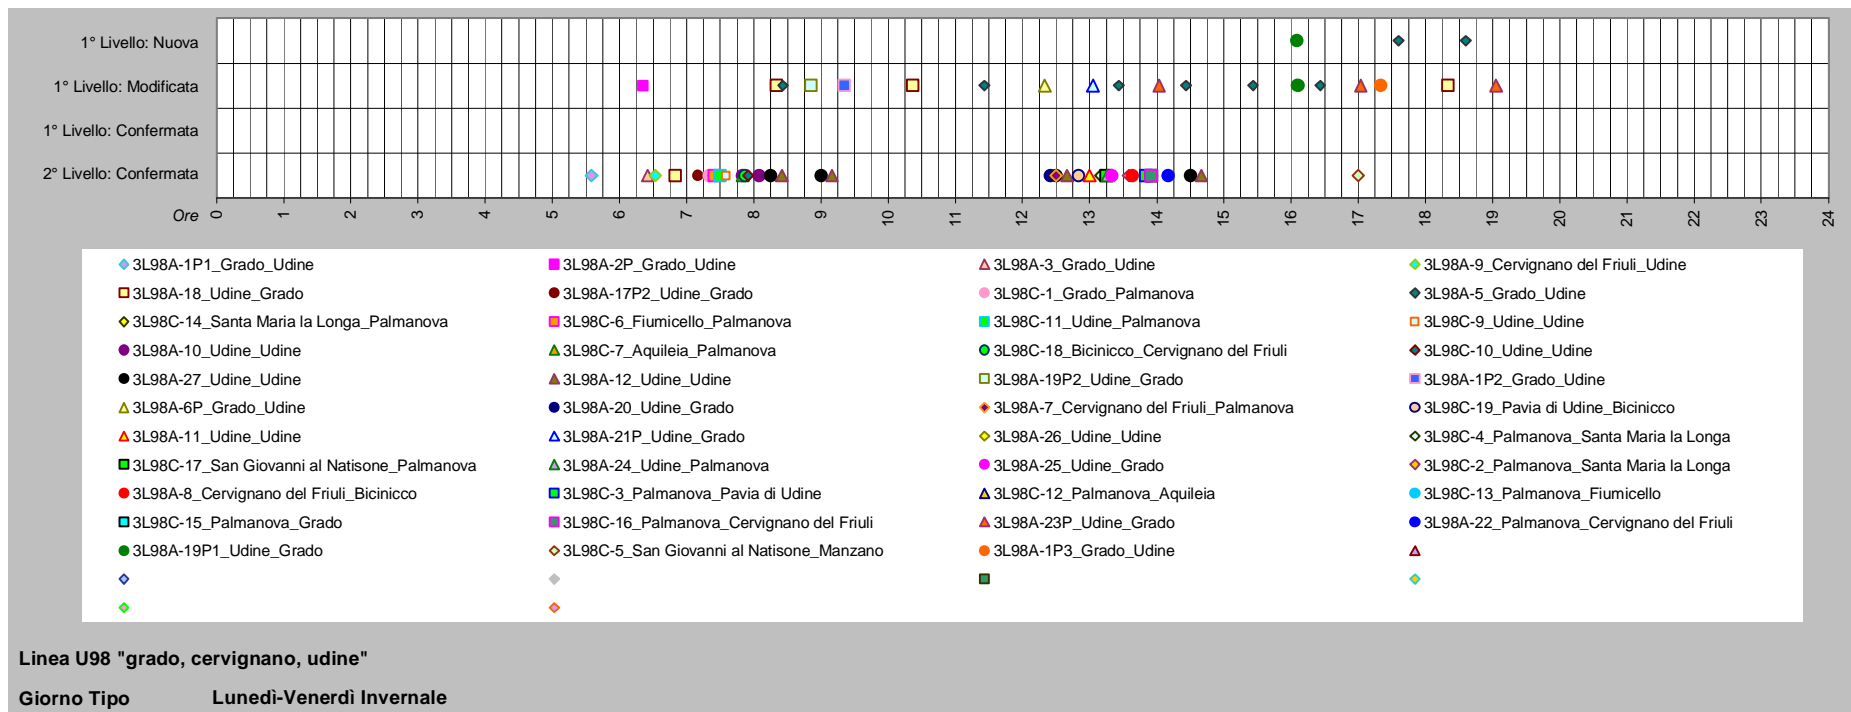 1° Livello: Nuova
1° Livello: Modificata
1° Livello: Confermata
2° Livello: Confermata
Ore 0 1 2 3 4 5 6 7 8 9 10 11 12 13 14 15 16 17 18 19 20 21 22 23 24
3L98A-1P1_Grado_Udine 3L98A-2P_Grado_Udine 3L98A-3_Grado_Udine 3L98A-9_Cervignano del Friuli_Udine
3L98A-18_Udine_Grado 3L98A-17P2_Udine_Grado 3L98C-1_Grado_Palmanova 3L98A-5_Grado_Udine
3L98C-14_Santa Maria la Longa_Palmanova 3L98C-6_Fiumicello_Palmanova 3L98C-11_Udine_Palmanova 3L98C-9_Udine_Udine
3L98A-10_Udine_Udine 3L98C-7_Aquileia_Palmanova 3L98C-18_Bicinicco_Cervignano del Friuli 3L98C-10_Udine_Udine
3L98A-27_Udine_Udine 3L98A-12_Udine_Udine 3L98A-19P2_Udine_Grado 3L98A-1P2_Grado_Udine
3L98A-6P_Grado_Udine 3L98A-20_Udine_Grado 3L98A-7_Cervignano del Friuli_Palmanova 3L98C-19_Pavia di Udine_Bicinicco
3L98A-11_Udine_Udine 3L98A-21P_Udine_Grado 3L98A-26_Udine_Udine 3L98C-4_Palmanova_Santa Maria la Longa
3L98C-17_San Giovanni al Natisone_Palmanova 3L98A-24_Udine_Palmanova 3L98A-25_Udine_Grado 3L98C-2_Palmanova_Santa Maria la Longa
3L98A-8_Cervignano del Friuli_Bicinicco 3L98C-3_Palmanova_Pavia di Udine 3L98C-12_Palmanova_Aquileia 3L98C-13_Palmanova_Fiumicello
3L98C-15_Palmanova_Grado 3L98C-16_Palmanova_Cervignano del Friuli 3L98A-23P_Udine_Grado 3L98A-22_Palmanova_Cervignano del Friuli
3L98A-19P1_Udine_Grado 3L98C-5_San Giovanni al Natisone_Manzano 3L98A-1P3_Grado_Udine
Linea U98 "grado, cervignano, udine"
Giorno Tipo Lunedì-Venerdì Invernale